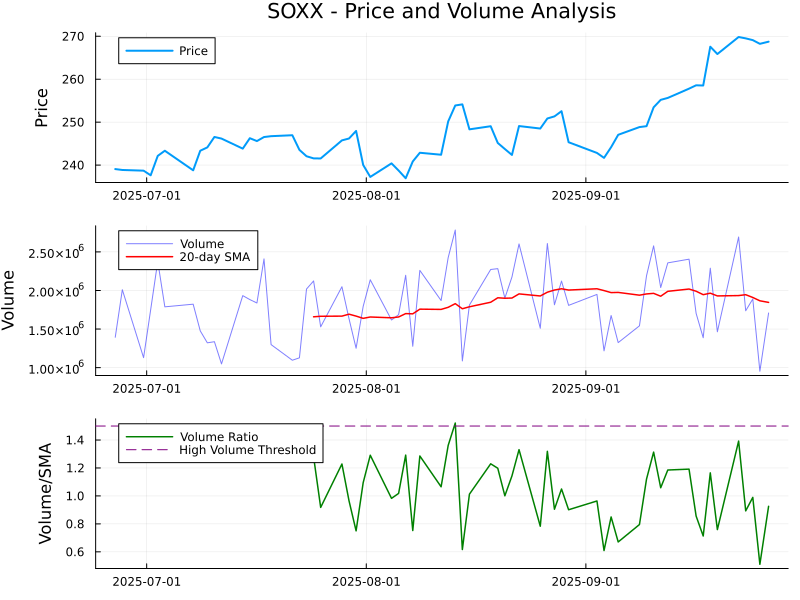 SOXX - Price and Volume Analysis
Price
270
260
250
240
Price
2025-07-01 2025-08-01 2025-09-01
Volume
20-day SMA
2.50×10⁶
2.00×10⁶
1.50×10⁶
1.00×10⁶
Volume
2025-07-01 2025-08-01 2025-09-01
Volume Ratio
High Volume Threshold
1.4
1.2
1.0
0.8
0.6
Volume/SMA
2025-07-01 2025-08-01 2025-09-01